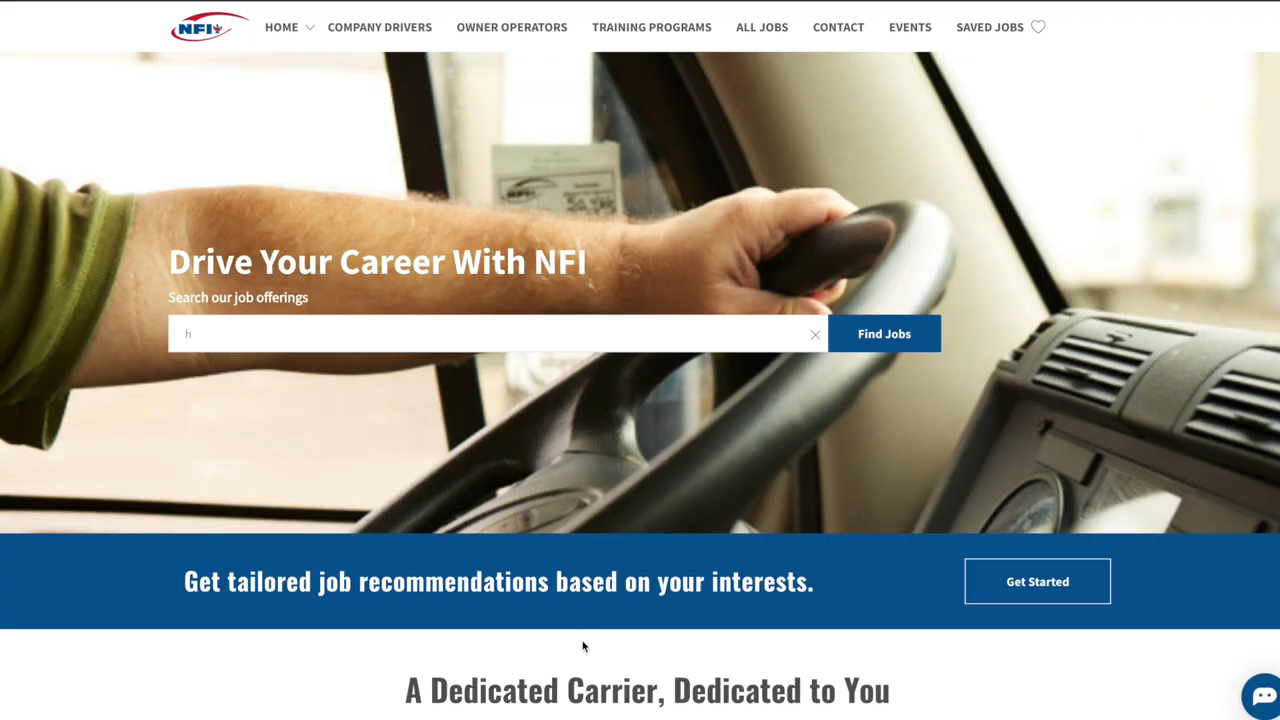 NFI
HOME
COMPANY DRIVERS
OWNER OPERATORS
TRAINING PROGRAMS
ALL JOBS
CONTACT
EVENTS
SAVED JOBS
NFI
Drive Your Career With NFI
Search our job offerings
h
Find Jobs
Get tailored job recommendations based on your interests.
Get Started
A Dedicated Carrier, Dedicated to You